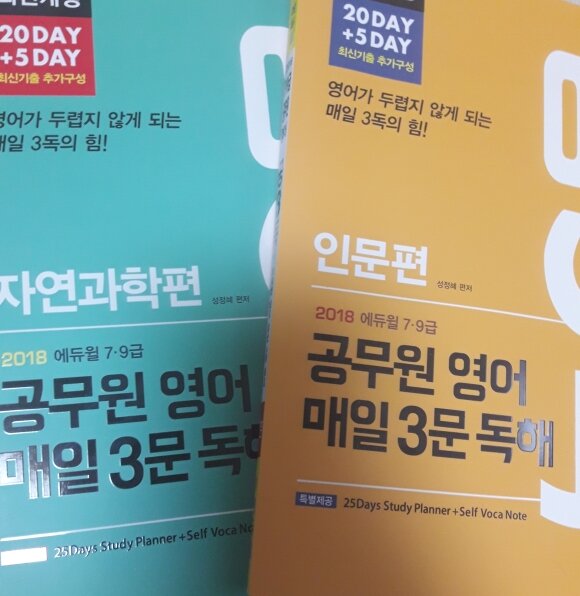 20DAY
+5DAY
최신기출 추가구성
영어가 두렵지 않게 되는
매일 3독의 힘!
자연과학편
성정혜 편저
2018 에듀윌 7·9급
공무원 영어
매일 3문 독해
25Days Study Planner+Self Voca Note
20DAY
+5DAY
최신기출 추가구성
영어가 두렵지 않게 되는
매일 3독의 힘!
인문편
성정혜 편저
2018 에듀윌 7·9급
공무원 영어
매일 3문 독해
특별제공 25Days Study Planner+Self Voca Note